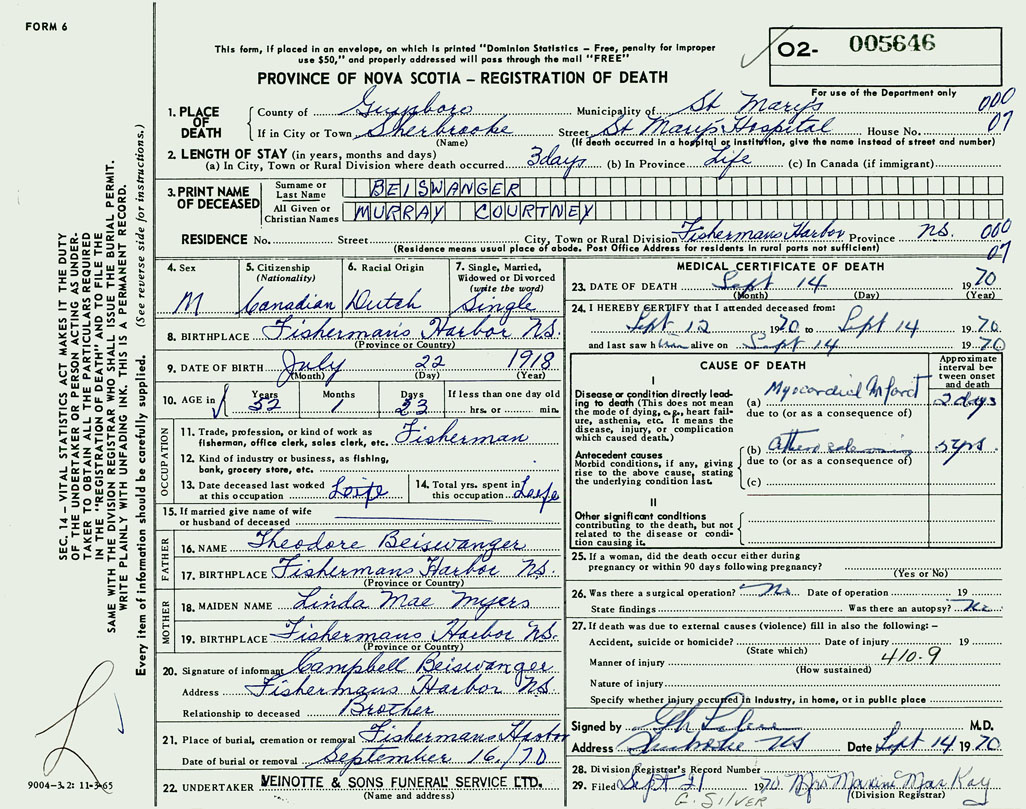 FORM 6
This form, if placed in an envelope, on which is printed "Dominion Statistics – Free, penalty for improper
use $50," and properly addressed will pass through the mail "FREE"
PROVINCE OF NOVA SCOTIA – REGISTRATION OF DEATH
O2- 005646
For use of the Department only
1. PLACE OF DEATH
County of Guysboro Municipality of St Mary's 000
If in City or Town Sherbrooke Street St Mary's Hospital House No. 07
(Name) (If death occurred in a hospital or institution, give the name instead of street and number)
2. LENGTH OF STAY (in years, months and days)
(a) In City, Town or Rural Division where death occurred 3 days (b) In Province Life (c) In Canada (if immigrant)
3. PRINT NAME OF DECEASED
Surname or Last Name BEISWANGER
All Given or Christian Names MURRAY COURTNEY
RESIDENCE No. Street City, Town or Rural Division Fishermans Harbor Province N.S. 000
(Residence means usual place of abode. Post Office Address for residents in rural parts not sufficient) 07
4. Sex M
5. Citizenship (Nationality) Canadian
6. Racial Origin Dutch
7. Single, Married, Widowed or Divorced (write the word) Single
8. BIRTHPLACE Fisherman's Harbor N.S.
(Province or Country)
9. DATE OF BIRTH July 22 1918
(Month) (Day) (Year)
10. AGE in Years 52 Months 1 Days 23 If less than one day old
hrs. or min.
OCCUPATION
11. Trade, profession or kind of work as
fisherman, office clerk, sales clerk, etc. Fisherman
12. Kind of industry or business, as fishing,
bank, grocery store, etc.
13. Date deceased last worked
at this occupation
14. Total yrs. spent in
this occupation
15. If married give name of wife
or husband of deceased
FATHER
16. NAME Theodore Beiswanger
17. BIRTHPLACE Fishermans Harbor N.S.
(Province or Country)
MOTHER
18. MAIDEN NAME Linda Mae Myers
19. BIRTHPLACE Fishermans Harbor N.S.
(Province or Country)
20. Signature of informant Campbell Beiswanger
Address Fishermans Harbor N.S.
Relationship to deceased Brother
21. Place of burial, cremation or removal Fishermans Harbor
Date of burial or removal September 16/70
22. UNDERTAKER VEINOTTE & SONS FUNERAL SERVICE LTD.
(Name and address)
MEDICAL CERTIFICATE OF DEATH
23. DATE OF DEATH Sept 14 1970
(Month) (Day) (Year)
24. I HEREBY CERTIFY that I attended deceased from:
Sept 12 1970 to Sept 14 1970
and last saw him alive on Sept 14 1970
CAUSE OF DEATH
Approximate interval between onset and death
I
Disease or condition directly leading to death (This does not mean
the mode of dying, e.g., heart failure, asthenia, etc. It means the
disease, injury, or complication
which caused death.)
(a) Myocardial Infarct 2 days
due to (or as a consequence of)
Antecedent causes
Morbid conditions, if any, giving
rise to the above cause, stating
the underlying condition last.
(b) 5 yrs.
due to (or as a consequence of)
(c)
II
Other significant conditions
contributing to the death, but not
related to the disease or condition causing it.
25. If a woman, did the death occur either during
pregnancy or within 90 days following pregnancy?
(Yes or No)
26. Was there a surgical operation? No. Date of operation 19
State findings Was there an autopsy? No
27. If death was due to external causes (violence) fill in also the following: –
Accident, suicide or homicide? Date of injury 19
(State which)
Manner of injury 410.9
(How sustained)
Nature of injury
Specify whether injury occurred in industry, in home, or in public place
Signed by M.D.
Address Sherbrooke NS Date Sept 14 1970
28. Division Registrar's Record Number
29. Filed Sept 21 1970 Mrs Maxine MacKay
(Division Registrar)
G. SILVER
SEC. 14 – VITAL STATISTICS ACT MAKES IT THE DUTY
OF THE UNDERTAKER OR PERSON ACTING AS UNDERTAKER
TO OBTAIN ALL THE PARTICULARS REQUIRED
IN THE "REGISTRATION OF DEATH" AND TO FILE THE
SAME WITH THE DIVISION REGISTRAR WHO SHALL ISSUE THE BURIAL PERMIT.
WRITE PLAINLY WITH UNFADING INK. THIS IS A PERMANENT RECORD.
Every item of information should be carefully supplied. (See reverse side for instructions.)
9004-3.2: 11-3-65